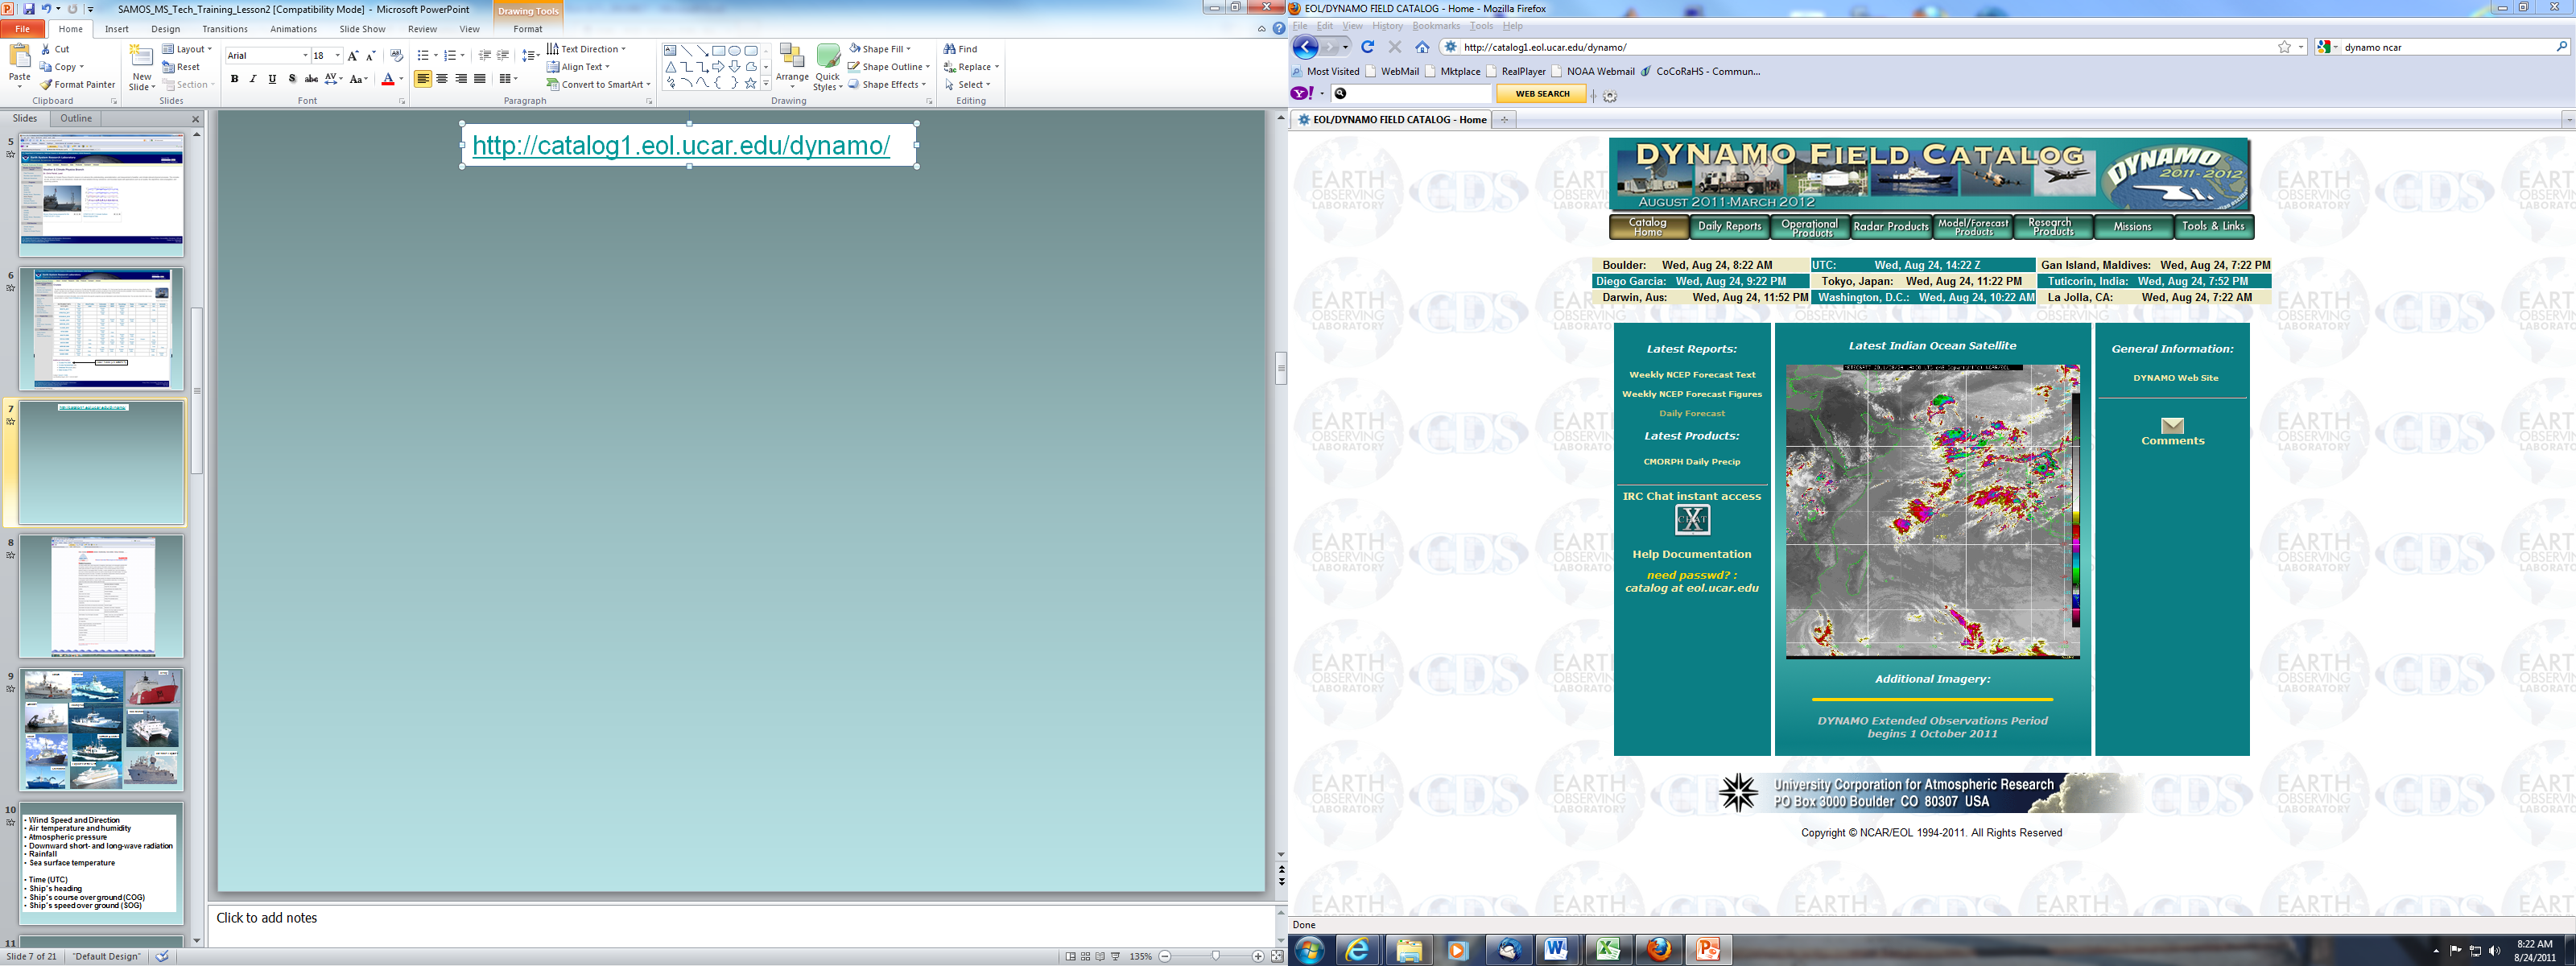 SAMOS_MS_Tech_Training_Lesson2 [Compatibility Mode] - Microsoft PowerPoint
Drawing Tools
File Home Insert Design Transitions Animations Slide Show Review View Format
Paste
Cut
Copy
Format Painter
Clipboard
New Slide
Layout
Reset
Section
Slides
Arial 18
Font
Text Direction
Align Text
Convert to SmartArt
Paragraph
Arrange
Quick Styles
Shape Fill
Shape Outline
Shape Effects
Drawing
Find
Replace
Select
Editing
Slides Outline
5
6
7
8
9
10
• Wind Speed and Direction
• Air temperature and humidity
• Atmospheric pressure
• Downward short- and long-wave radiation
• Rainfall
• Sea surface temperature
• Time (UTC)
• Ship's heading
• Ship's course over ground (COG)
• Ship's speed over ground (SOG)
11
http://catalog1.eol.ucar.edu/dynamo/
Click to add notes
Slide 7 of 21 "Default Design" 135%
EOL/DYNAMO FIELD CATALOG - Home - Mozilla Firefox
File Edit View History Bookmarks Tools Help
http://catalog1.eol.ucar.edu/dynamo/
dynamo ncar
Most Visited WebMail Mktplace RealPlayer NOAA Webmail CoCoRaHS - Commun...
Y! WEB SEARCH
EOL/DYNAMO FIELD CATALOG - Home
DYNAMO FIELD CATALOG
AUGUST 2011-MARCH 2012
DYNAMO
2011-2012
Catalog Home
Daily Reports
Operational Products
Radar Products
Model/Forecast Products
Research Products
Missions
Tools & Links
Boulder: Wed, Aug 24, 8:22 AM UTC: Wed, Aug 24, 14:22 Z Gan Island, Maldives: Wed, Aug 24, 7:22 PM
Diego Garcia: Wed, Aug 24, 9:22 PM Tokyo, Japan: Wed, Aug 24, 11:22 PM Tuticorin, India: Wed, Aug 24, 7:52 PM
Darwin, Aus: Wed, Aug 24, 11:52 PM Washington, D.C.: Wed, Aug 24, 10:22 AM La Jolla, CA: Wed, Aug 24, 7:22 AM
Latest Reports:
Weekly NCEP Forecast Text
Weekly NCEP Forecast Figures
Daily Forecast
Latest Products:
CMORPH Daily Precip
IRC Chat instant access
X
CHAT
Help Documentation
need passwd? :
catalog at eol.ucar.edu
Latest Indian Ocean Satellite
Additional Imagery:
DYNAMO Extended Observations Period
begins 1 October 2011
General Information:
DYNAMO Web Site
Comments
EARTH OBSERVING LABORATORY
CDS
University Corporation for Atmospheric Research
PO Box 3000 Boulder CO 80307 USA
Copyright © NCAR/EOL 1994-2011. All Rights Reserved
Done
8:22 AM
8/24/2011